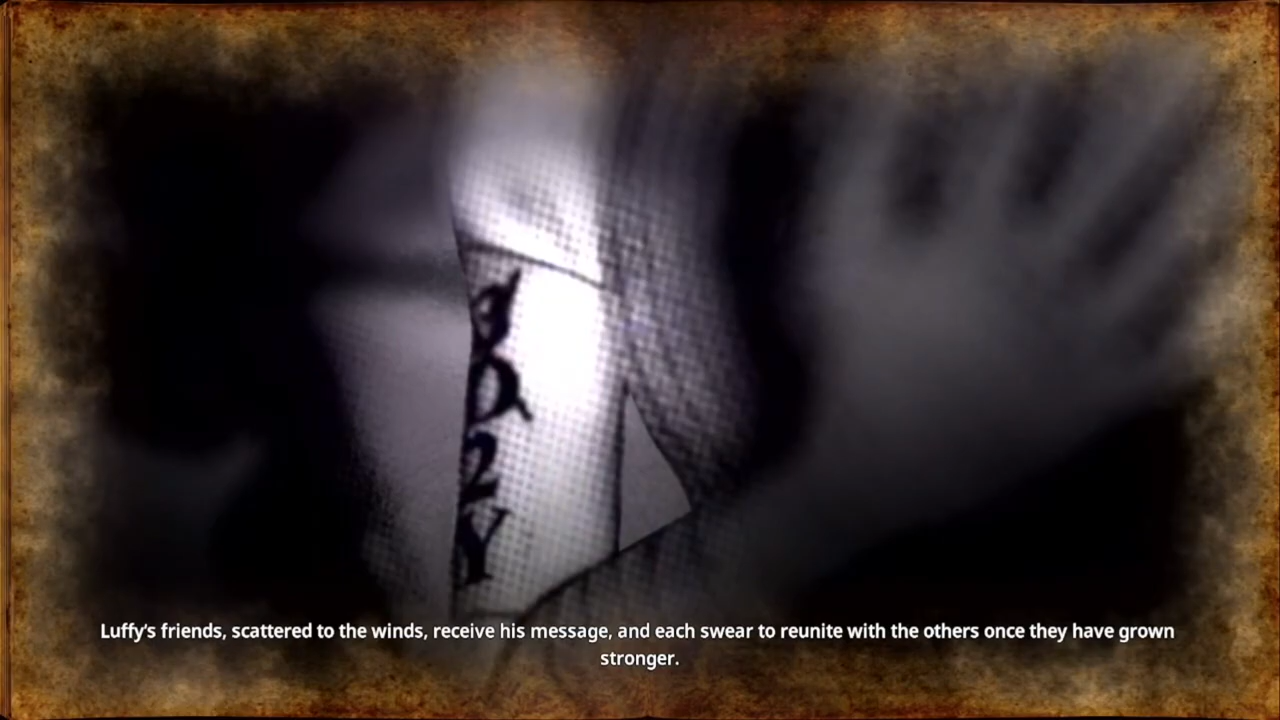 D
2
Y
Luffy's friends, scattered to the winds, receive his message, and each swear to reunite with the others once they have grown
stronger.